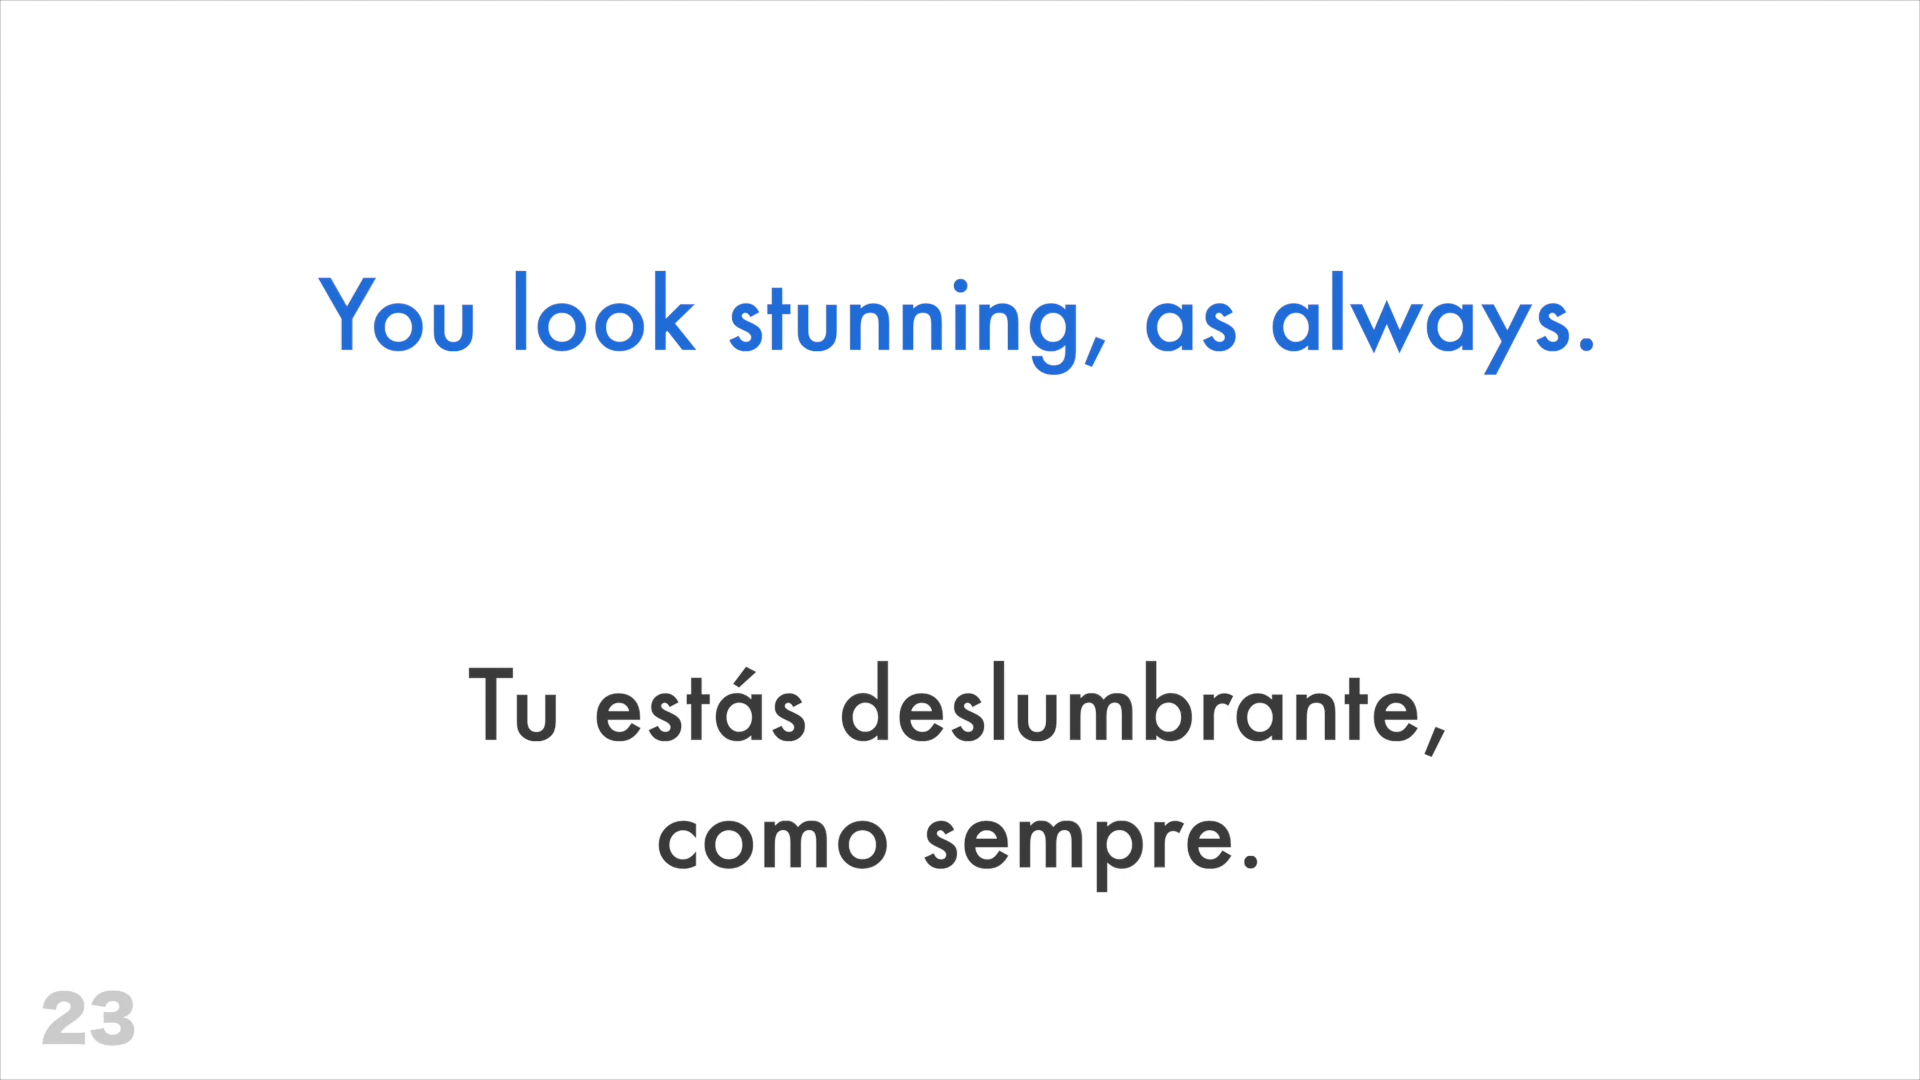 You look stunning, as always.
Tu estás deslumbrante,
como sempre.
23